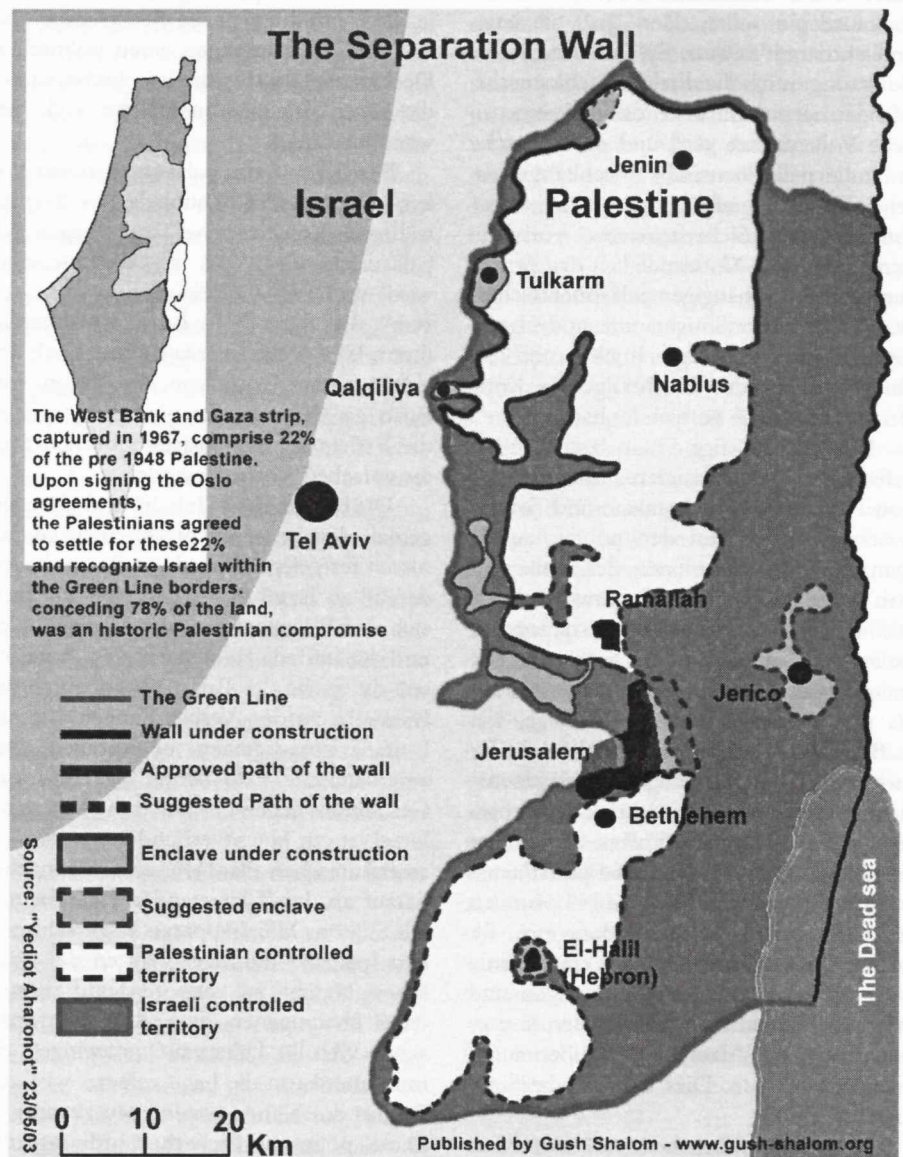 The Separation Wall
Israel
Palestine
Jenin
Tulkarm
Nablus
Qalqiliya
The West Bank and Gaza strip,
captured in 1967, comprise 22%
of the pre 1948 Palestine.
Upon signing the Oslo
agreements,
the Palestinians agreed
to settle for these22%
and recognize Israel within
the Green Line borders.
conceding 78% of the land,
was an historic Palestinian compromise
Tel Aviv
Ramallah
Jerico
Jerusalem
Bethlehem
El-Halil
(Hebron)
The Dead sea
The Green Line
Wall under construction
Approved path of the wall
Suggested Path of the wall
Enclave under construction
Suggested enclave
Palestinian controlled
territory
Israeli controlled
territory
0 10 20 Km
Source: "Yediot Aharonot" 23/05/03
Published by Gush Shalom - www.gush-shalom.org